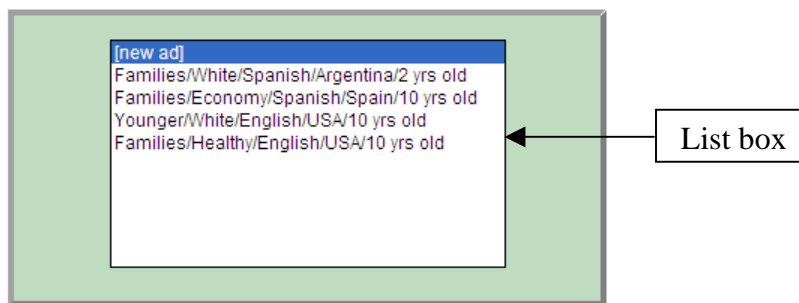 [new ad]
Families/White/Spanish/Argentina/2 yrs old
Families/Economy/Spanish/Spain/10 yrs old
Younger/White/English/USA/10 yrs old
Families/Healthy/English/USA/10 yrs old
List box